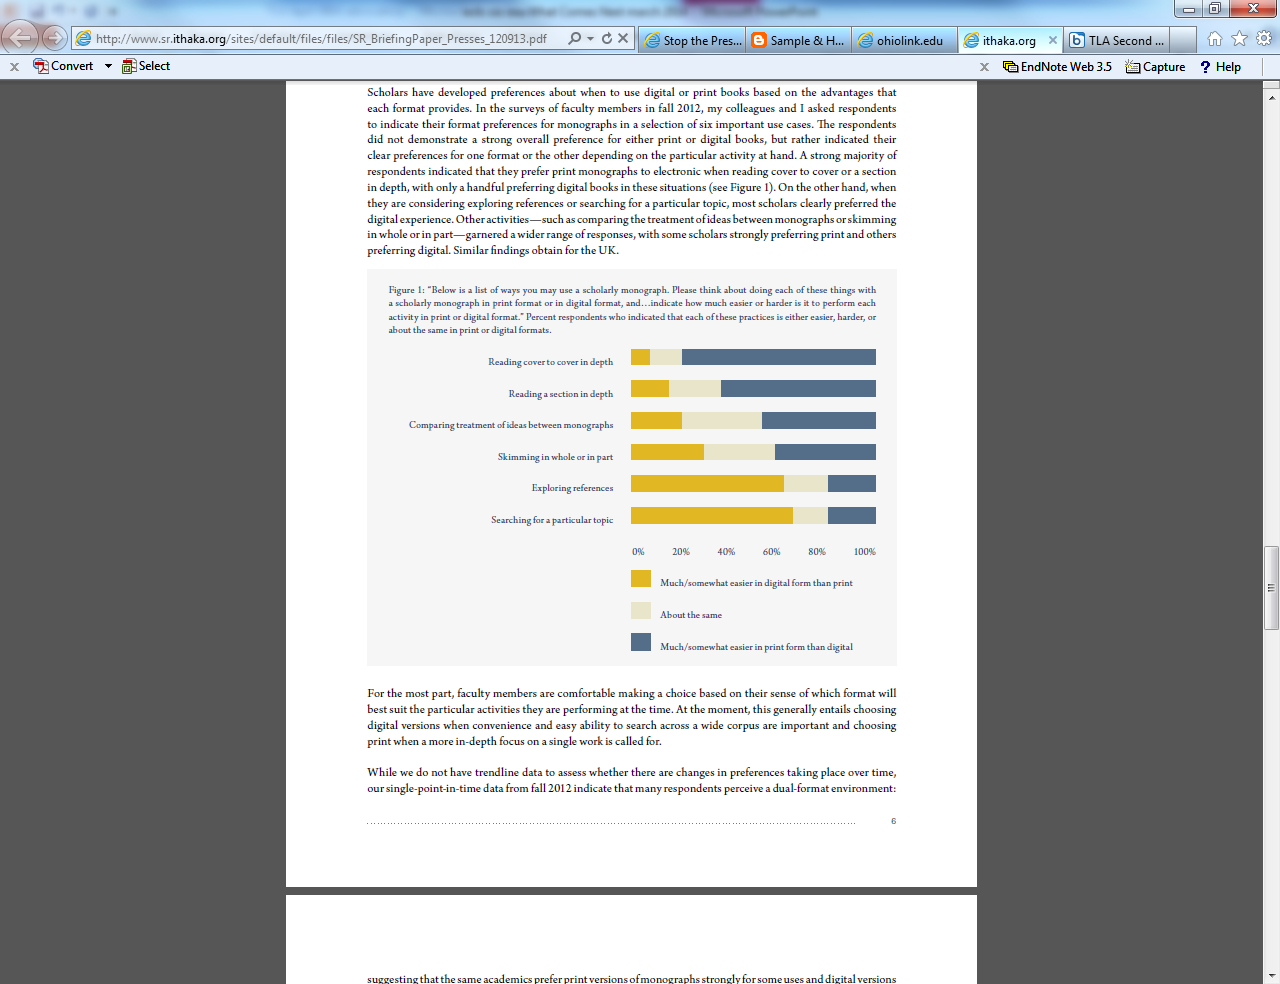 http://www.sr.ithaka.org/sites/default/files/files/SR_BriefingPaper_Presses_120913.pdf
Stop the Pres...
Sample & H...
ohiolink.edu
ithaka.org
TLA Second ...
x Convert
Select
x EndNote Web 3.5
Capture
? Help
Scholars have developed preferences about when to use digital or print books based on the advantages that
each format provides. In the surveys of faculty members in fall 2012, my colleagues and I asked respondents
to indicate their format preferences for monographs in a selection of six important use cases. The respondents
did not demonstrate a strong overall preference for either print or digital books, but rather indicated their
clear preferences for one format or the other depending on the particular activity at hand. A strong majority of
respondents indicated that they prefer print monographs to electronic when reading cover to cover or a section
in depth, with only a handful preferring digital books in these situations (see Figure 1). On the other hand, when
they are considering exploring references or searching for a particular topic, most scholars clearly preferred the
digital experience. Other activities—such as comparing the treatment of ideas between monographs or skimming
in whole or in part—garnered a wider range of responses, with some scholars strongly preferring print and others
preferring digital. Similar findings obtain for the UK.
Figure 1: “Below is a list of ways you may use a scholarly monograph. Please think about doing each of these things with
a scholarly monograph in print format or in digital format, and…indicate how much easier or harder is it to perform each
activity in print or digital format.” Percent respondents who indicated that each of these practices is either easier, harder, or
about the same in print or digital formats.
Reading cover to cover in depth
Reading a section in depth
Comparing treatment of ideas between monographs
Skimming in whole or in part
Exploring references
Searching for a particular topic
0% 20% 40% 60% 80% 100%
Much/somewhat easier in digital form than print
About the same
Much/somewhat easier in print form than digital
For the most part, faculty members are comfortable making a choice based on their sense of which format will
best suit the particular activities they are performing at the time. At the moment, this generally entails choosing
digital versions when convenience and easy ability to search across a wide corpus are important and choosing
print when a more in-depth focus on a single work is called for.
While we do not have trendline data to assess whether there are changes in preferences taking place over time,
our single-point-in-time data from fall 2012 indicate that many respondents perceive a dual-format environment:
6
suggesting that the same academics prefer print versions of monographs strongly for some uses and digital versions